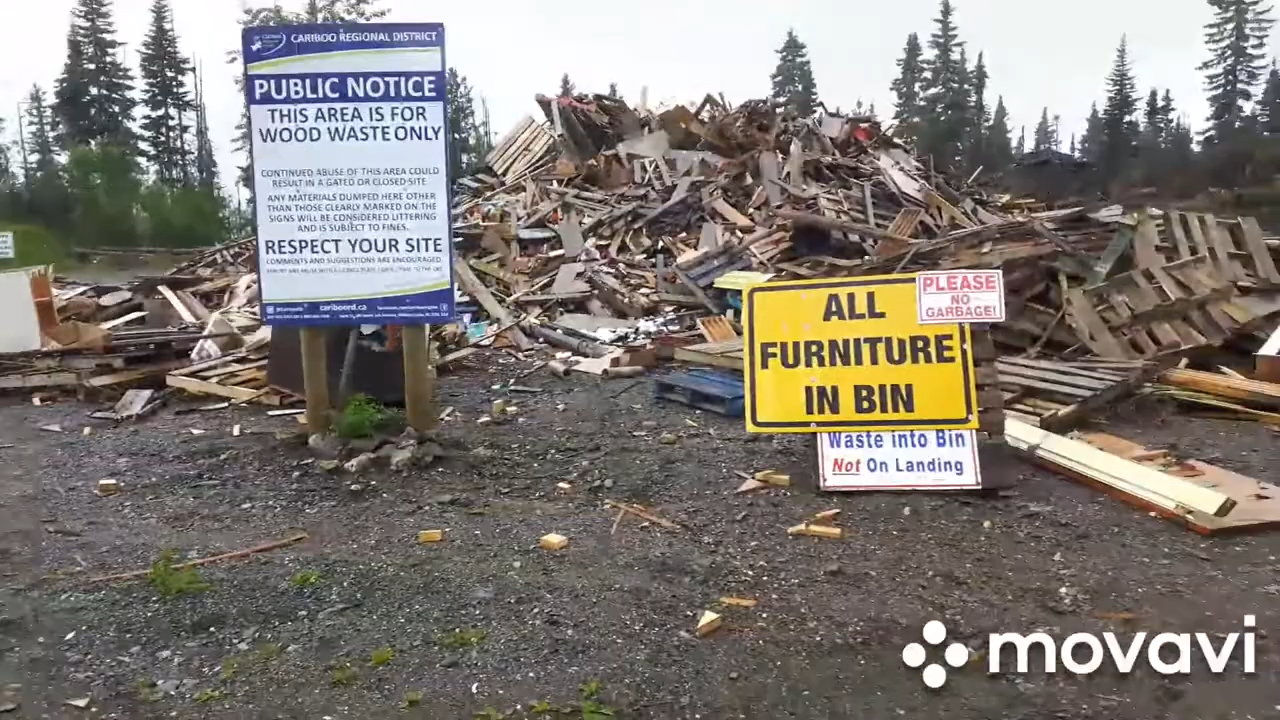 CARIBOO REGIONAL DISTRICT
PUBLIC NOTICE
THIS AREA IS FOR
WOOD WASTE ONLY
CONTINUED ABUSE OF THIS AREA COULD
RESULT IN A GATED OR CLOSED SITE
ANY MATERIALS DUMPED HERE OTHER
THAN THOSE CLEARLY MARKED ON THE
SIGNS WILL BE CONSIDERED LITTERING
AND IS SUBJECT TO FINES.
RESPECT YOUR SITE
COMMENTS AND SUGGESTIONS ARE ENCOURAGED
cariboord.ca
PLEASE
NO
GARBAGE!
ALL
FURNITURE
IN BIN
Waste into Bin
Not On Landing
movavi